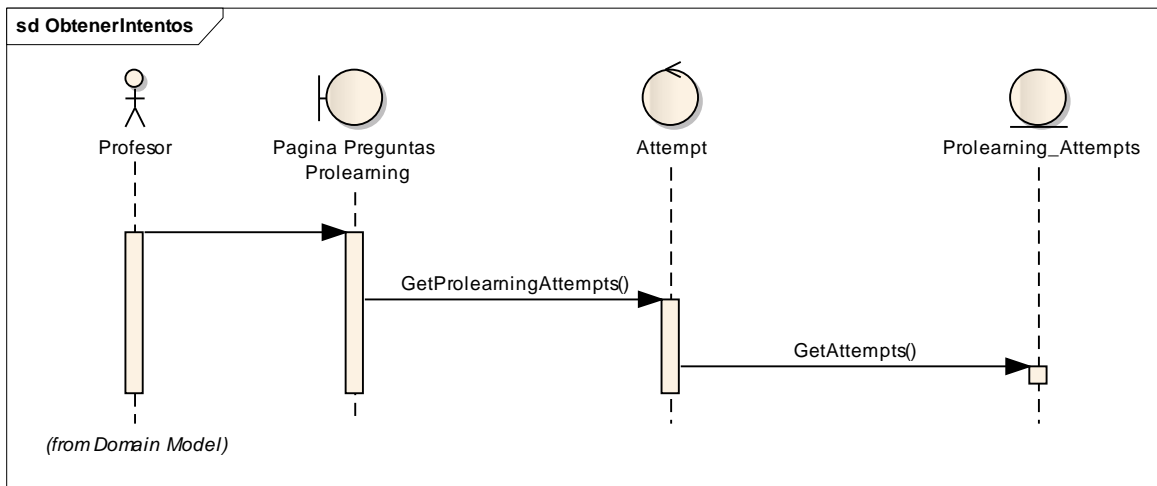 sd ObtenerIntentos
Profesor
Pagina Preguntas
Prolearning
Attempt
Prolearning_Attempts
GetProlearningAttempts()
GetAttempts()
(from Domain Model)